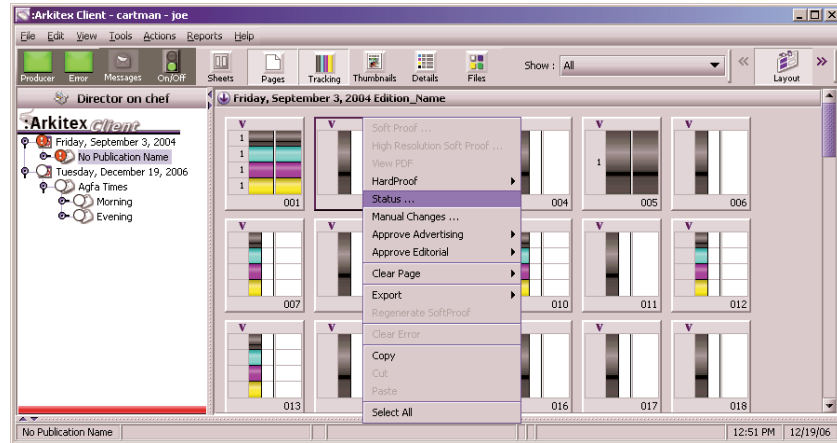 :Arkitex Client - cartman - joe
File Edit View Tools Actions Reports Help
Producer Error Messages On/Off Sheets Pages Tracking Thumbnails Details Files Show : All Layout
Director on chef
Friday, September 3, 2004 Edition_Name
:Arkitex Client
Friday, September 3, 2004
No Publication Name
Tuesday, December 19, 2006
Agfa Times
Morning
Evening
V V V V
1
1
1
1
1
001 004 005 006
V V V V
007 010 011 012
V V V V
013 016 017 018
Soft Proof ...
High Resolution Soft Proof ...
View PDF
HardProof
Status ...
Manual Changes ...
Approve Advertising
Approve Editorial
Clear Page
Export
Regenerate SoftProof
Clear Error
Copy
Cut
Paste
Select All
No Publication Name 12:51 PM 12/19/06